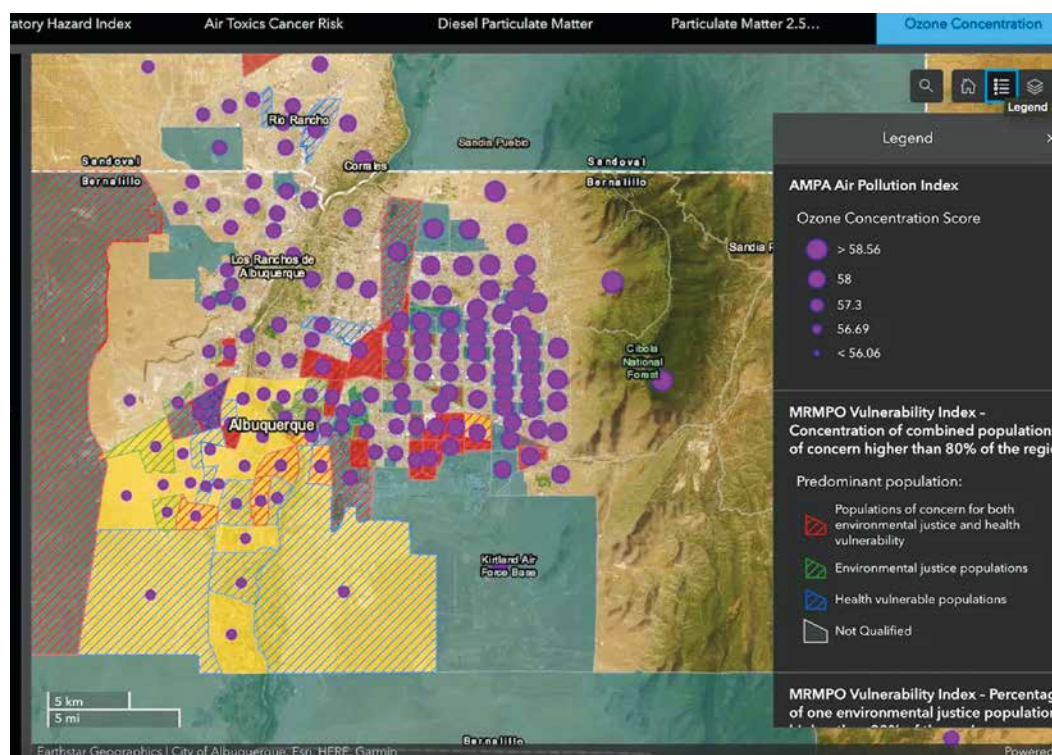 atory Hazard Index
Air Toxics Cancer Risk
Diesel Particulate Matter
Particulate Matter 2.5...
Ozone Concentration
Legend
Legend
AMPA Air Pollution Index
Ozone Concentration Score
> 58.56
58
57.3
56.69
< 56.06
MRMPO Vulnerability Index -
Concentration of combined population
of concern higher than 80% of the regi
Predominant population:
Populations of concern for both
environmental justice and health
vulnerability
Environmental justice populations
Health vulnerable populations
Not Qualified
MRMPO Vulnerability Index - Percentag
of one environmental justice population
Rio Rancho
Sandia Pueblo
Corrales
Sandoval
Bernalillo
Sandoval
Bernalillo
Sandia P
Los Ranchos de
Albuquerque
Cibola
National
Forest
Albuquerque
Kirtland Air
Force Base
5 km
5 mi
Bernalillo
Earthstar Geographics | City of Albuquerque, Esri, HERE, Garmin
Powered